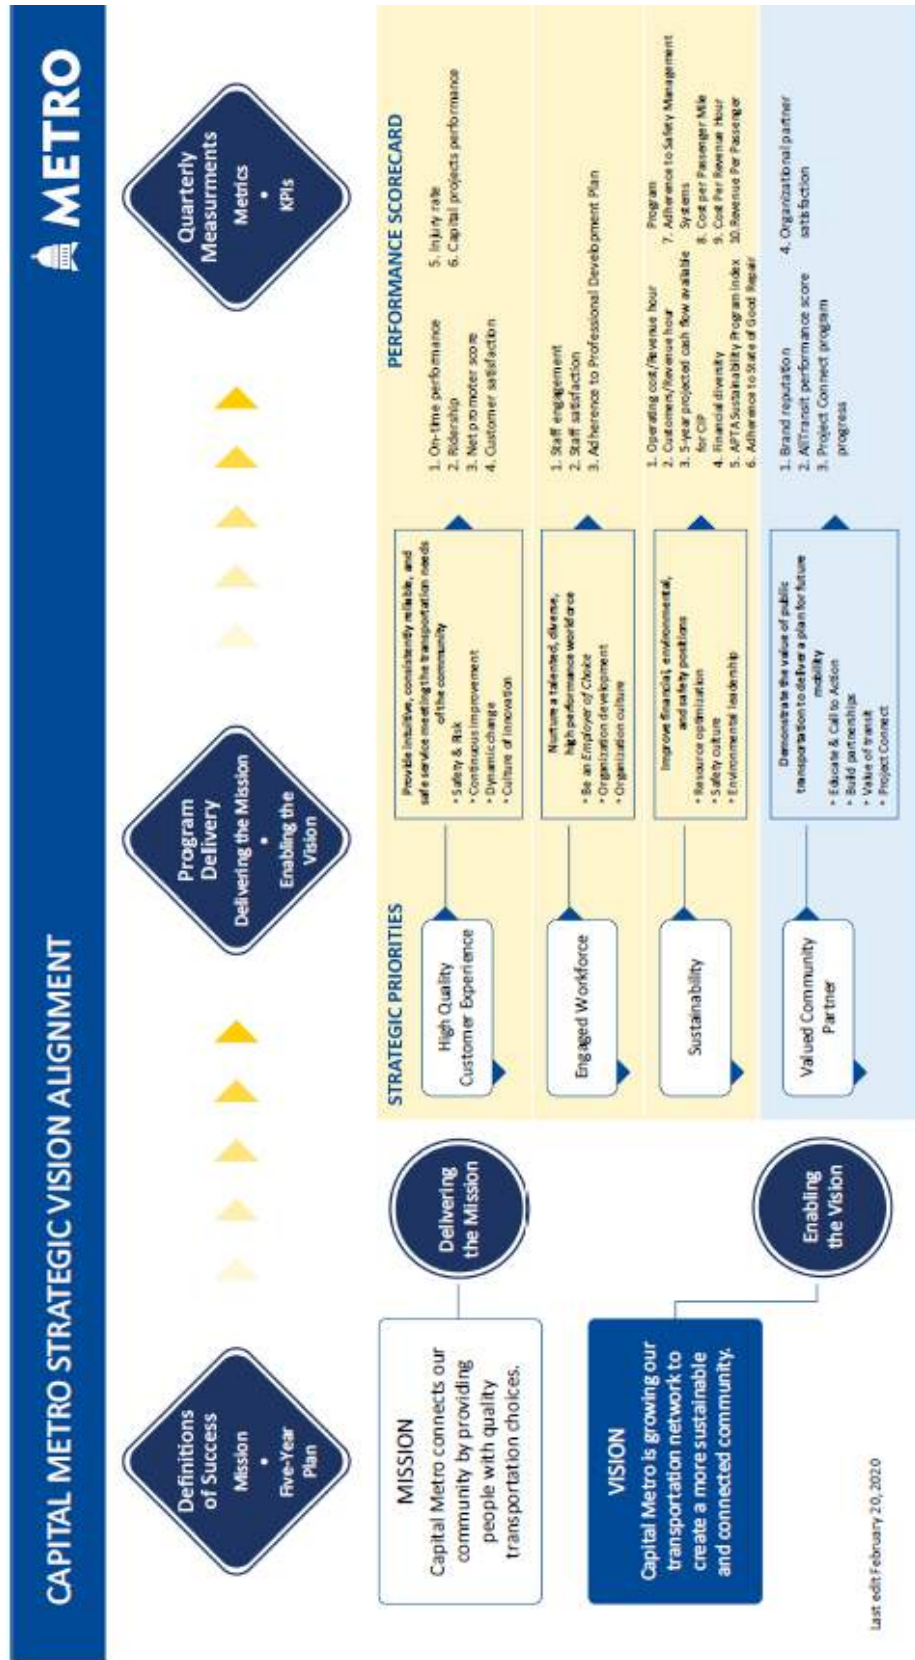 CAPITAL METRO STRATEGIC VISION ALIGNMENT
METRO
Definitions
of Success
Mission
•
Five-Year
Plan
Program
Delivery
Delivering the Mission
•
Enabling the
Vision
Quarterly
Measurments
Metrics
•
KPIs
MISSION
Capital Metro connects our
community by providing
people with quality
transportation choices.
VISION
Capital Metro is growing our
transportation network to
create a more sustainable
and connected community.
Delivering
the Mission
Enabling
the Vision
STRATEGIC PRIORITIES
PERFORMANCE SCORECARD
High Quality
Customer Experience
Provide intuitive, consistently reliable, and
safe service meeting the transportation needs
of the community
• Safety & Risk
• Continuous improvement
• Dynamic change
• Culture of innovation
1. On-time performance
2. Ridership
3. Net promoter score
4. Customer satisfaction
5. Injury rate
6. Capital projects performance
Engaged Workforce
Nurture a talented, diverse,
high performance workforce
• Be an Employer of Choice
• Organization development
• Organization culture
1. Staff engagement
2. Staff satisfaction
3. Adherence to Professional Development Plan
Sustainability
Improve financial, environmental,
and safety positions
• Resource optimization
• Safety culture
• Environmental leadership
1. Operating cost/Revenue hour
2. Customers/Revenue hour
3. 5-year projected cash flow available
for CIP
4. Financial diversity
5. APTA Sustainability Program Index
6. Adherence to State of Good Repair
Program
7. Adherence to Safety Management
Systems
8. Cost per Passenger Mile
9. Cost Per Revenue Hour
10. Revenue Per Passenger
Valued Community
Partner
Demonstrate the value of public
transportation to deliver a plan for future
mobility
• Educate & Call to Action
• Build partnerships
• Value of transit
• Project Connect
1. Brand reputation
2. AllTransit performance score
3. Project Connect program
progress
4. Organizational partner
satisfaction
Last edit February 20, 2020